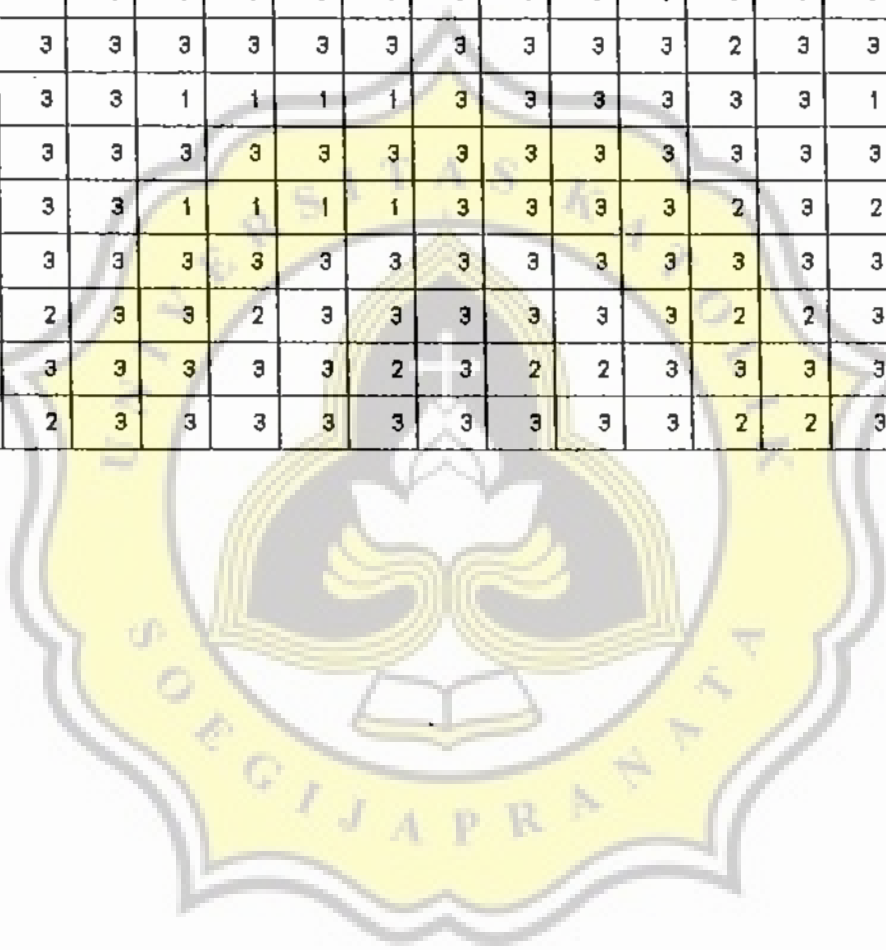 3 3 3 3 3 3 3 3 3 3 2 3 3
3 3 1 1 1 1 3 3 3 3 3 3 1
3 3 3 3 3 3 3 3 3 3 3 3 3
3 3 1 1 1 1 3 3 3 3 2 3 2
3 3 3 3 3 3 3 3 3 3 3 3 3
2 3 3 2 3 3 3 3 3 3 2 2 3
3 3 3 3 3 2 3 2 2 3 3 3 3
2 3 3 3 3 3 3 3 3 3 2 2 3
UNIVERSITAS KATOLIK
SOEGIJAPRANATA